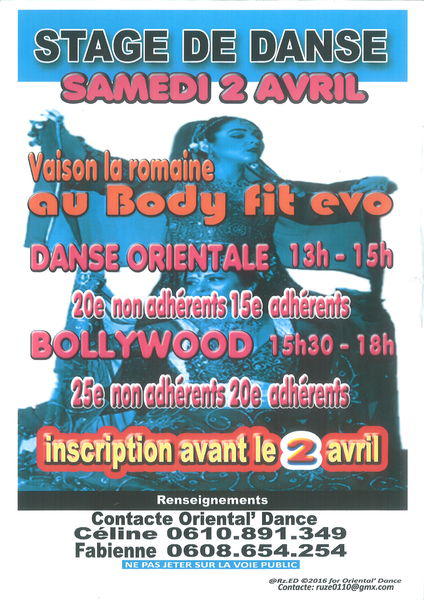 STAGE DE DANSE
SAMEDI 2 AVRIL
Vaison la romaine
au Body fit evo
DANSE ORIENTALE 13h - 15h
20e non adhérents 15e adhérents
BOLLYWOOD 15h30 - 18h
25e non adhérents 20e adhérents
inscription avant le 2 avril
Renseignements
Contacte Oriental' Dance
Céline 0610.891.349
Fabienne 0608.654.254
NE PAS JETER SUR LA VOIE PUBLIC
@Rz.ED ©2016 for Oriental' Dance
Contacte: ruze0110@gmx.com